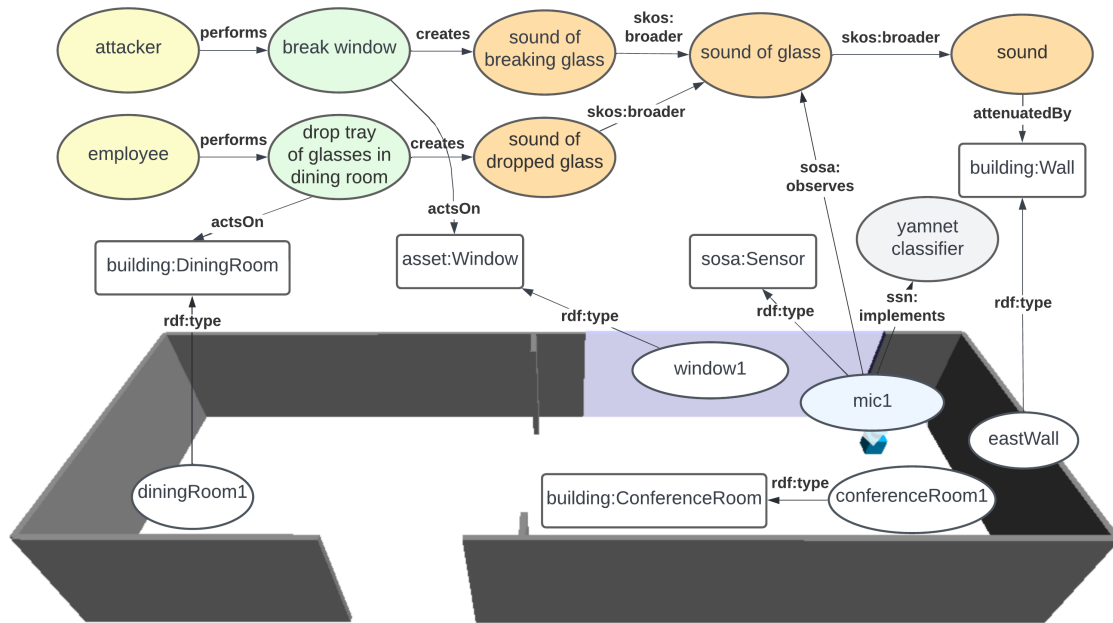 attacker
performs
break window
creates
sound of
breaking glass
skos:
broader
sound of glass
skos:broader
sound
employee
performs
drop tray
of glasses in
dining room
creates
sound of
dropped glass
skos:broader
attenuatedBy
building:Wall
sosa:
observes
actsOn
actsOn
building:DiningRoom
asset:Window
sosa:Sensor
yamnet
classifier
rdf:type
rdf:type
rdf:type
ssn:
implements
rdf:type
window1
mic1
eastWall
diningRoom1
building:ConferenceRoom
rdf:type
conferenceRoom1